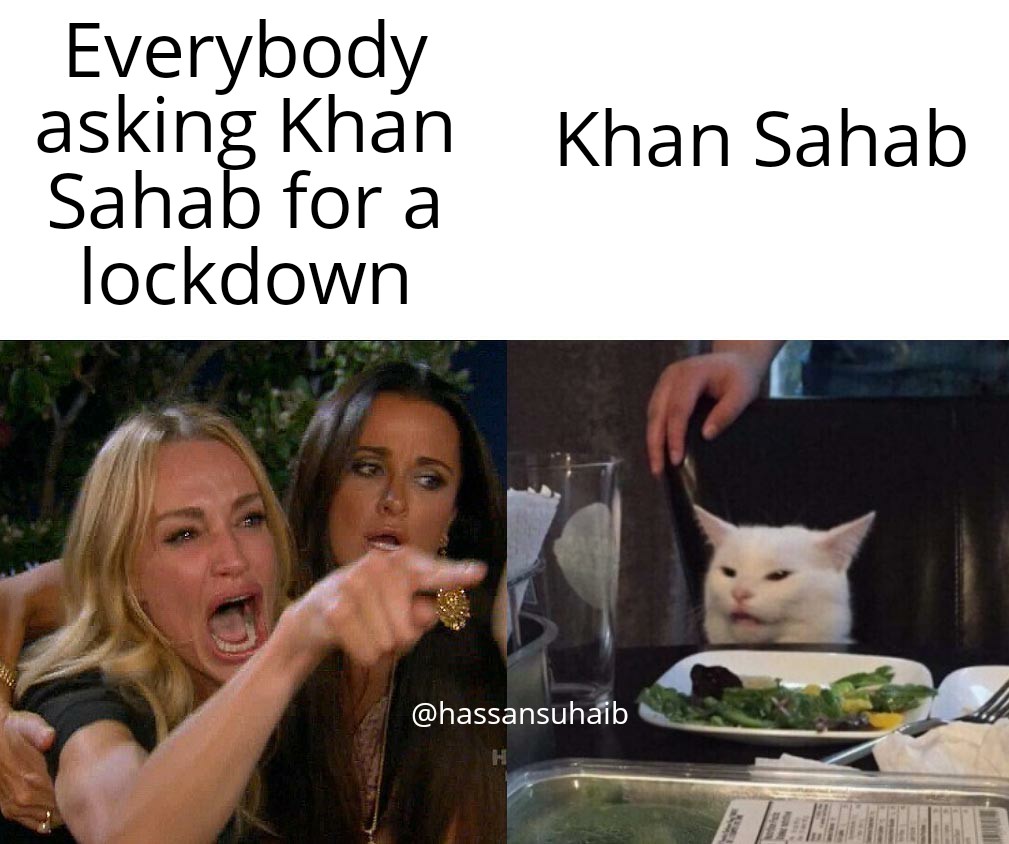 Everybody
asking Khan
Sahab for a
lockdown
Khan Sahab
@hassansuhaib
H